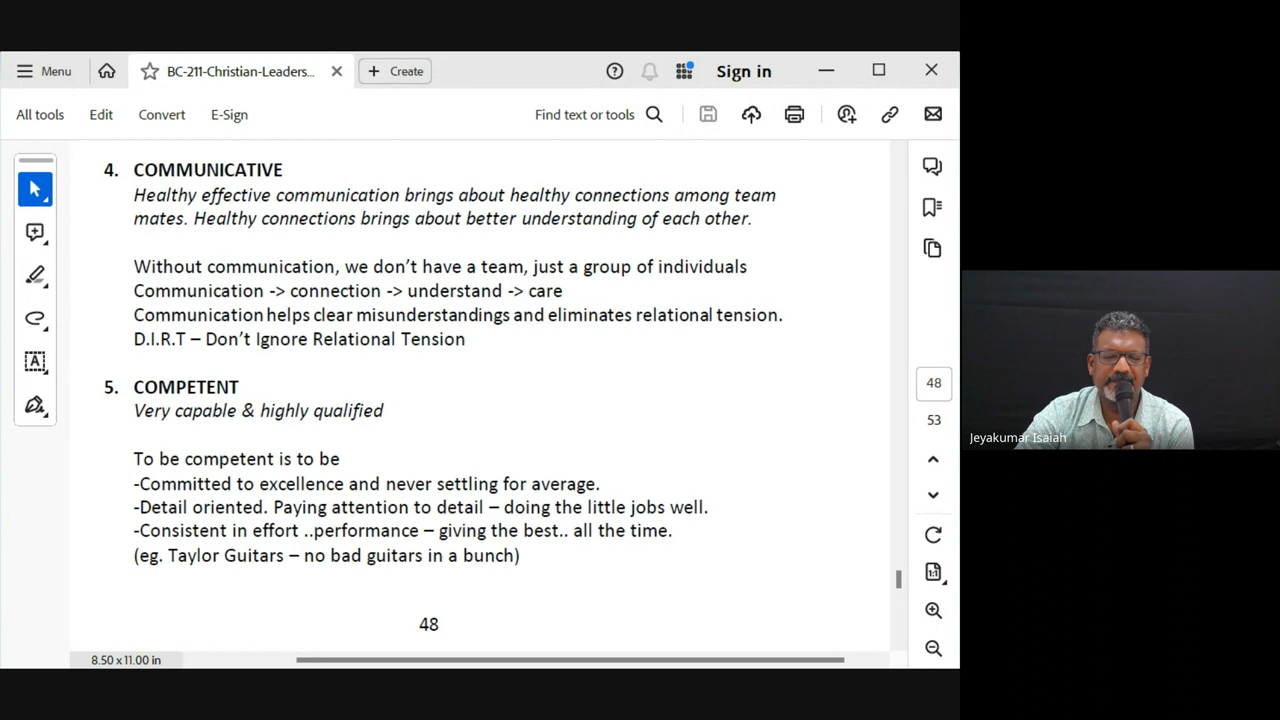 Menu
BC-211-Christian-Leaders...
Create
Sign in
All tools
Edit
Convert
E-Sign
Find text or tools
4. COMMUNICATIVE
Healthy effective communication brings about healthy connections among team
mates. Healthy connections brings about better understanding of each other.
Without communication, we don’t have a team, just a group of individuals
Communication -> connection -> understand -> care
Communication helps clear misunderstandings and eliminates relational tension.
D.I.R.T – Don’t Ignore Relational Tension
5. COMPETENT
Very capable & highly qualified
To be competent is to be
-Committed to excellence and never settling for average.
-Detail oriented. Paying attention to detail – doing the little jobs well.
-Consistent in effort ..performance – giving the best.. all the time.
(eg. Taylor Guitars – no bad guitars in a bunch)
48
8.50 x 11.00 in
48
53
1:1
Jeyakumar Isaiah